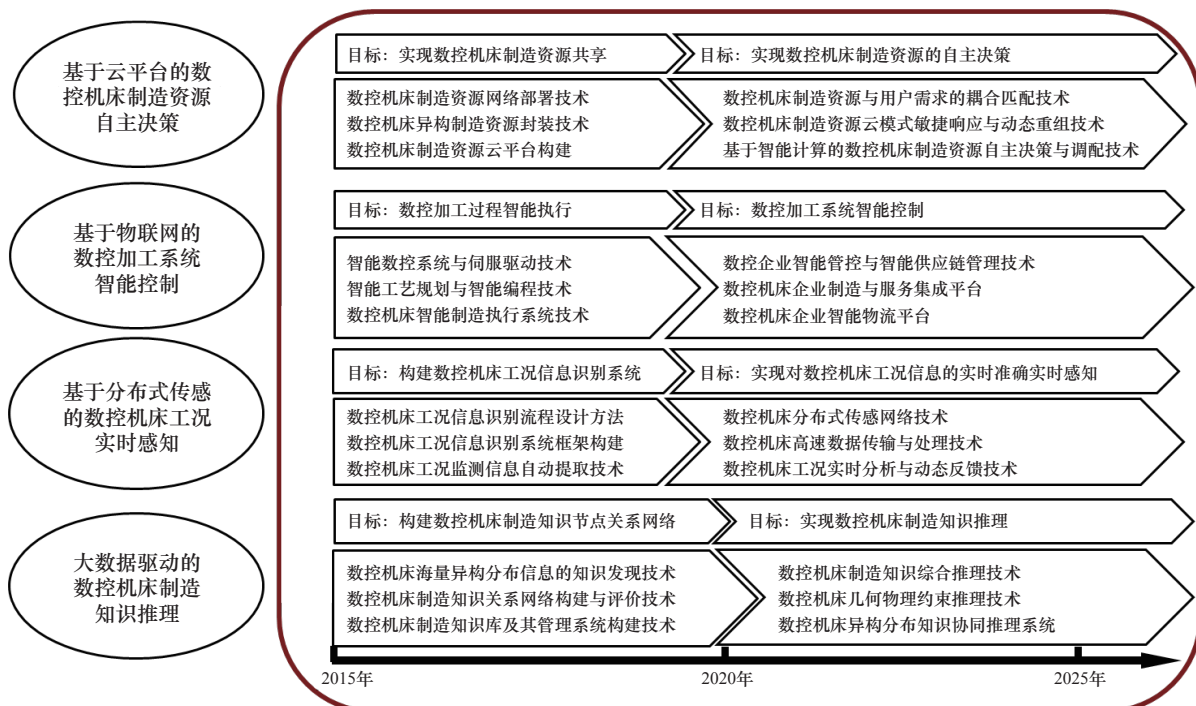 基于云平台的数
控机床制造资源
自主决策
目标：实现数控机床制造资源共享
目标：实现数控机床制造资源的自主决策
数控机床制造资源网络部署技术
数控机床异构制造资源封装技术
数控机床制造资源云平台构建
数控机床制造资源与用户需求的耦合匹配技术
数控机床制造资源云模式敏捷响应与动态重组技术
基于智能计算的数控机床制造资源自主决策与调配技术
基于物联网的
数控加工系统
智能控制
目标：数控加工过程智能执行
目标：数控加工系统智能控制
智能数控系统与伺服驱动技术
智能工艺规划与智能编程技术
数控机床智能制造执行系统技术
数控企业智能管控与智能供应链管理技术
数控机床企业制造与服务集成平台
数控机床企业智能物流平台
基于分布式传感
的数控机床工况
实时感知
目标：构建数控机床工况信息识别系统
目标：实现对数控机床工况信息的实时准确实时感知
数控机床工况信息识别流程设计方法
数控机床工况信息识别系统框架构建
数控机床工况监测信息自动提取技术
数控机床分布式传感网络技术
数控机床高速数据传输与处理技术
数控机床工况实时分析与动态反馈技术
大数据驱动的
数控机床制造
知识推理
目标：构建数控机床制造知识节点关系网络
目标：实现数控机床制造知识推理
数控机床海量异构分布信息的知识发现技术
数控机床制造知识关系网络构建与评价技术
数控机床制造知识库及其管理系统构建技术
数控机床制造知识综合推理技术
数控机床几何物理约束推理技术
数控机床异构分布知识协同推理系统
2015年
2020年
2025年